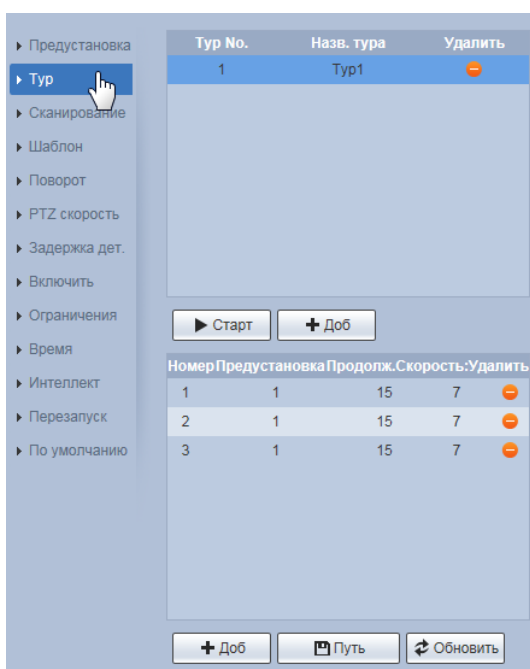 Предустановка
Тур
Сканирование
Шаблон
Поворот
PTZ скорость
Задержка дет.
Включить
Ограничения
Время
Интеллект
Перезапуск
По умолчанию
Тур No. Назв. тура Удалить
1 Тур1
Старт Доб
Номер Предустановка Продолж. Скорость: Удалить
1 1 15 7
2 1 15 7
3 1 15 7
Доб Путь Обновить